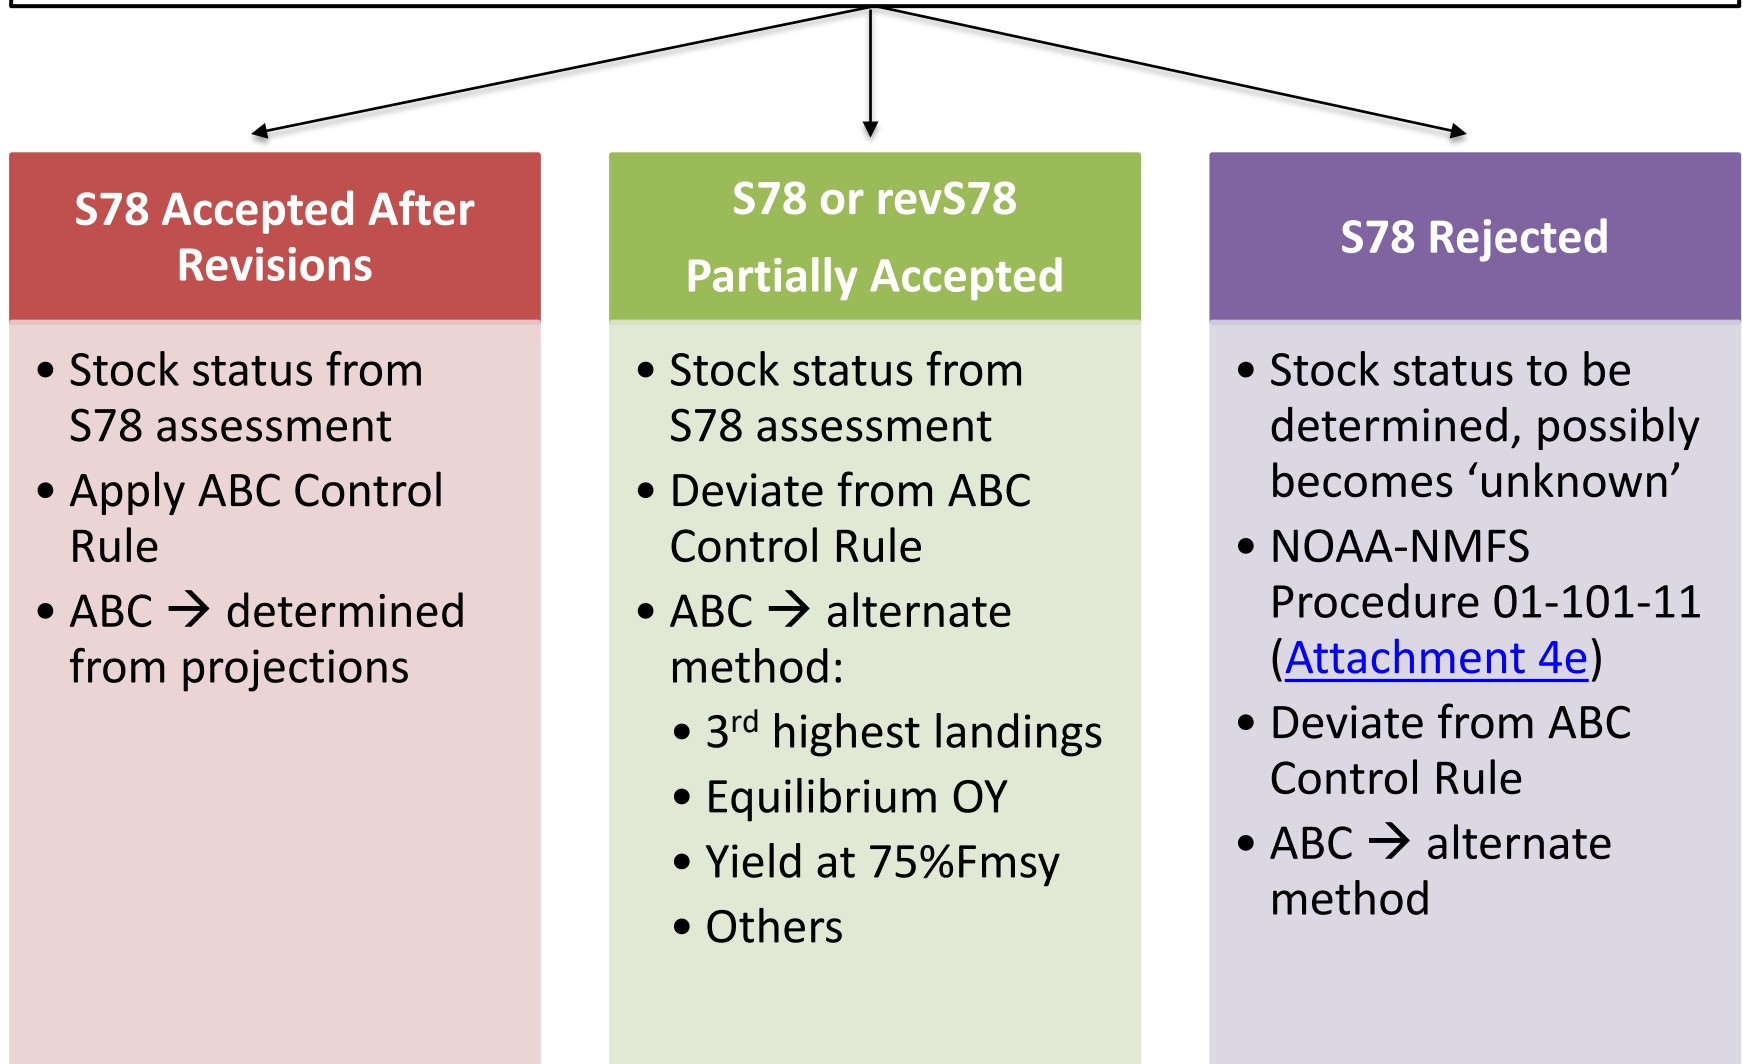 S78 Accepted After
Revisions
• Stock status from
S78 assessment
• Apply ABC Control
Rule
• ABC → determined
from projections
S78 or revS78
Partially Accepted
• Stock status from
S78 assessment
• Deviate from ABC
Control Rule
• ABC → alternate
method:
• 3rd highest landings
• Equilibrium OY
• Yield at 75%Fmsy
• Others
S78 Rejected
• Stock status to be
determined, possibly
becomes ‘unknown’
• NOAA-NMFS
Procedure 01-101-11
(Attachment 4e)
• Deviate from ABC
Control Rule
• ABC → alternate
method